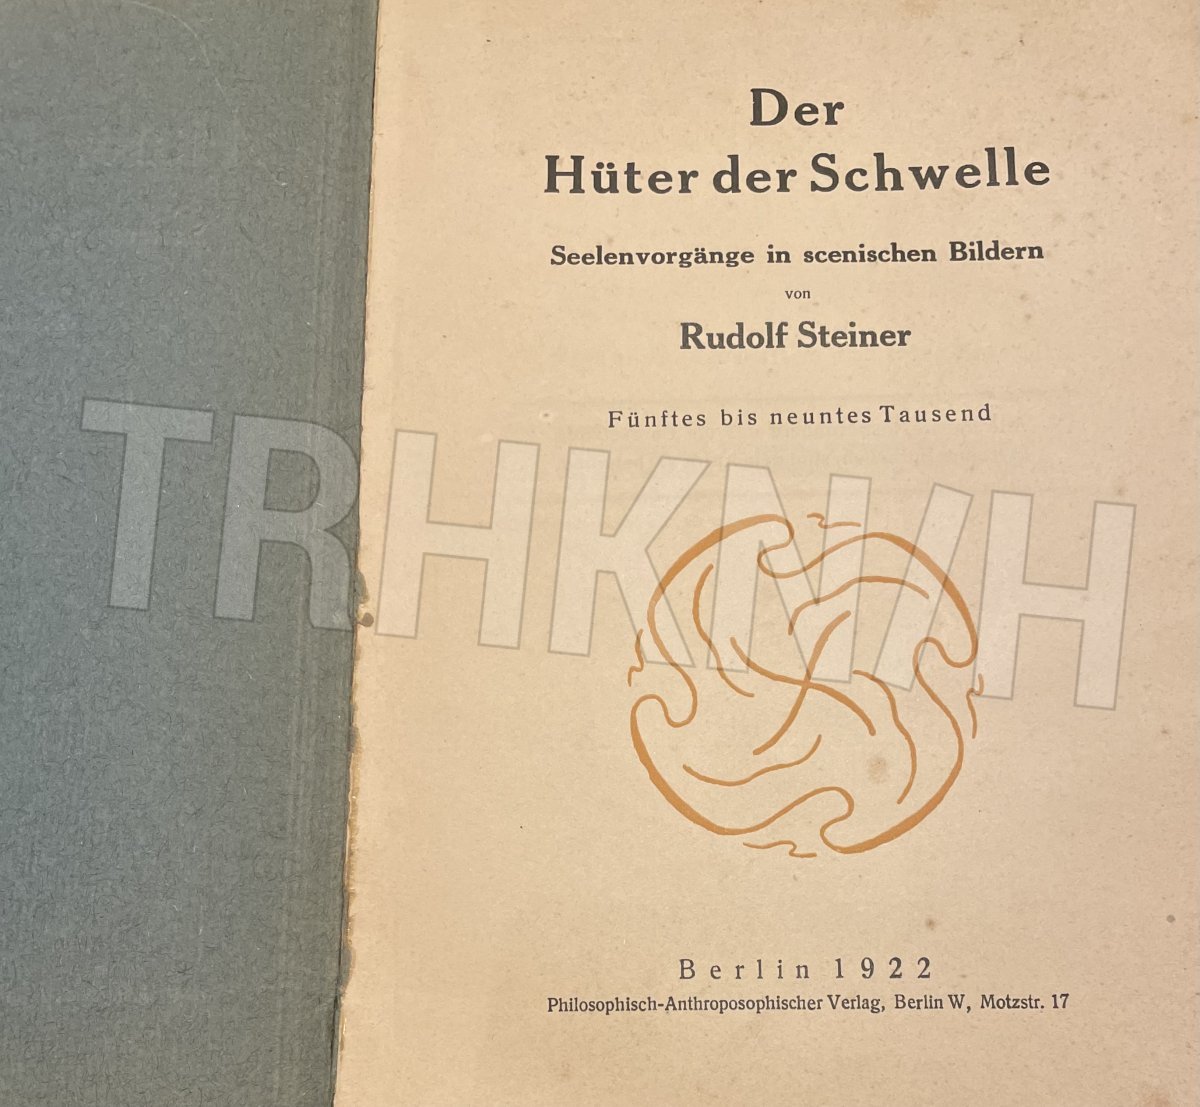 Der
Hüter der Schwelle
Seelenvorgänge in scenischen Bildern
von
Rudolf Steiner
Fünftes bis neuntes Tausend
TRHKN/H
Berlin 1922
Philosophisch-Anthroposophischer Verlag, Berlin W, Motzstr. 17